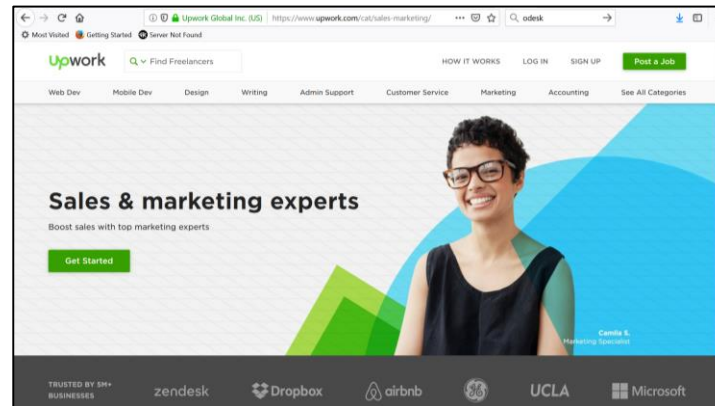 Upwork Global Inc. (US) https://www.upwork.com/cat/sales-marketing/ odesk
Most Visited Getting Started Server Not Found
Upwork Find Freelancers HOW IT WORKS LOG IN SIGN UP Post a Job
Web Dev Mobile Dev Design Writing Admin Support Customer Service Marketing Accounting See All Categories
Sales & marketing experts
Boost sales with top marketing experts
Get Started
Camila S.
Marketing Specialist
TRUSTED BY 5M+
BUSINESSES
zendesk Dropbox airbnb GE UCLA Microsoft